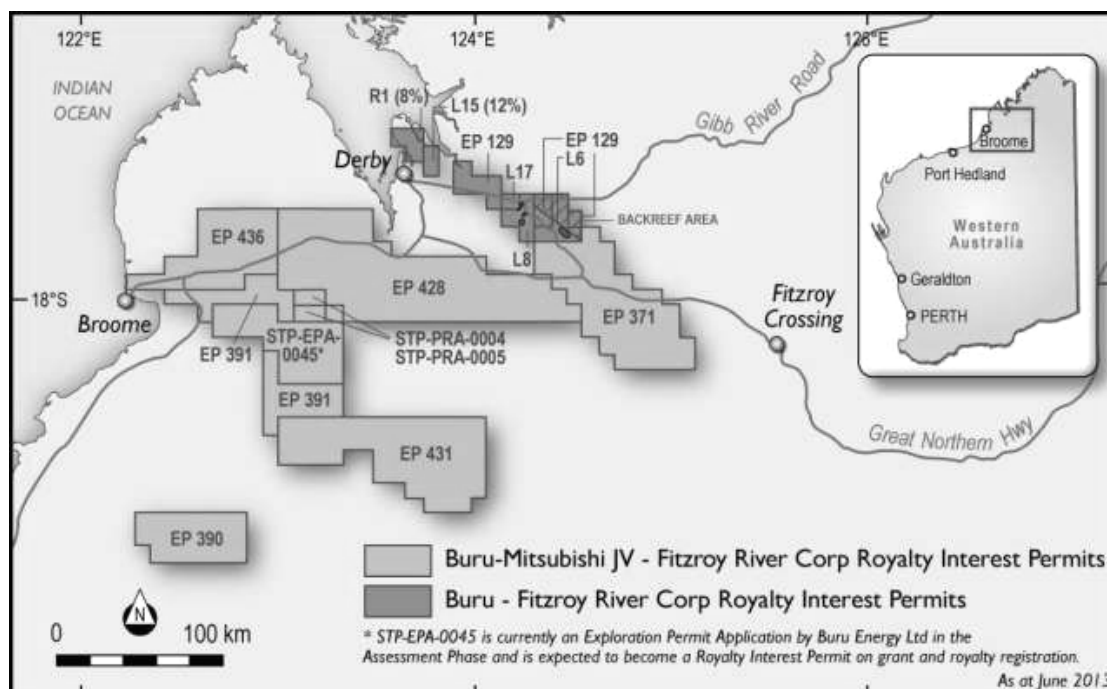 122°E
124°E
126°E
INDIAN
OCEAN
R1 (8%)
L15 (12%)
Gibb River Road
EP 129
EP 129
L6
L17
Derby
BACKREEF AREA
EP 436
L8
18°S
EP 428
EP 371
Fitzroy
Crossing
Broome
STP-PRA-0004
STP-PRA-0005
EP 391
STP-EPA-
0045*
EP 391
EP 431
Great Northern Hwy
EP 390
Broome
Port Hedland
Western
Australia
Geraldton
PERTH
Buru-Mitsubishi JV - Fitzroy River Corp Royalty Interest Permits
Buru - Fitzroy River Corp Royalty Interest Permits
N
0 100 km
* STP-EPA-0045 is currently an Exploration Permit Application by Buru Energy Ltd in the
Assessment Phase and is expected to become a Royalty Interest Permit on grant and royalty registration.
As at June 2013